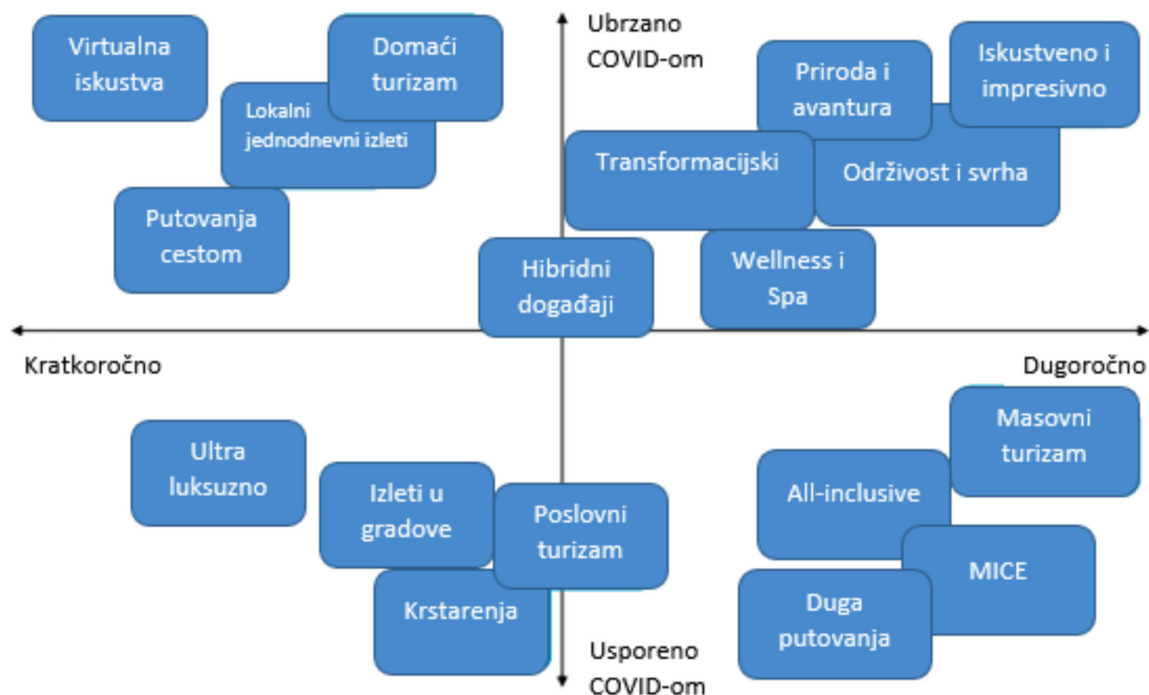 Virtualna
iskustva
Domaći
turizam
Lokalni
jednodnevni izleti
Putovanja
cestom
Ubrzano
COVID-om
Priroda i
avantura
Iskustveno i
impresivno
Transformacijski
Održivost i svrha
Wellness i
Spa
Hibridni
događaji
Kratkoročno
Dugoročno
Ultra
luksuzno
Izleti u
gradove
Poslovni
turizam
Krstarenja
Masovni
turizam
All-inclusive
MICE
Duga
putovanja
Usporeno
COVID-om